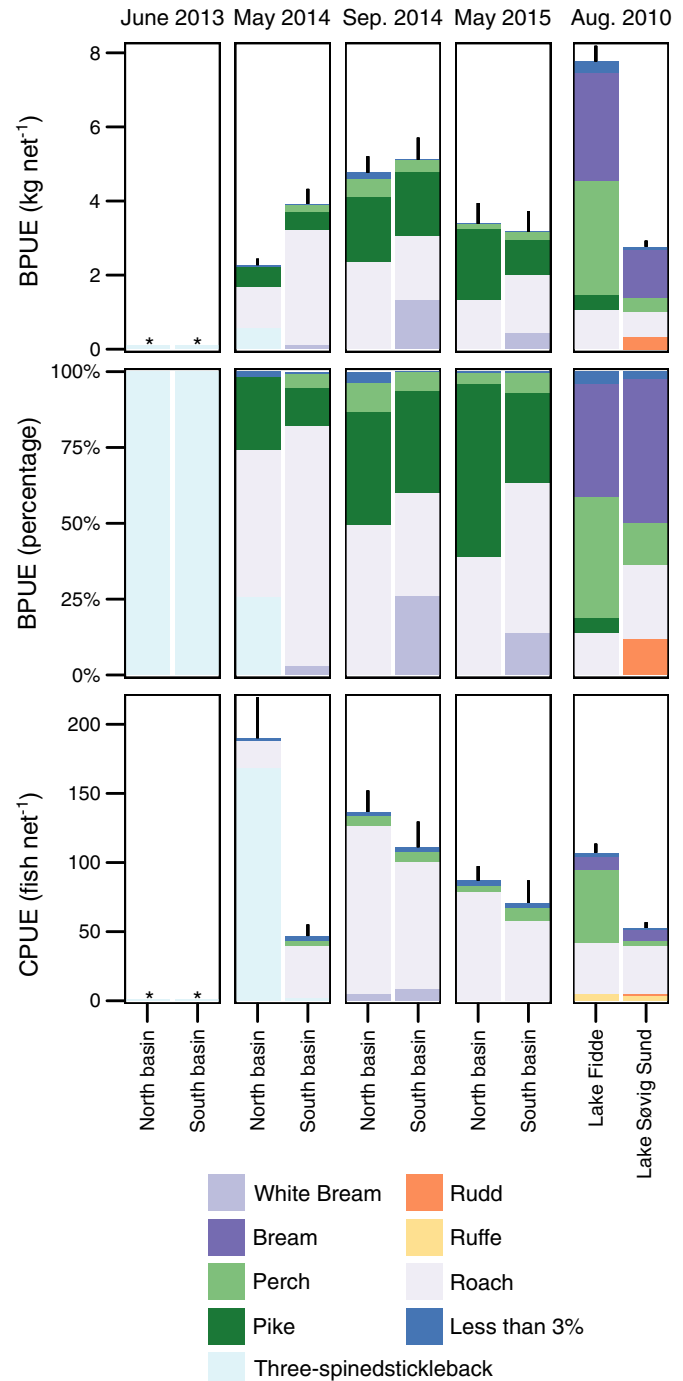 June 2013 May 2014 Sep. 2014 May 2015 Aug. 2010
BPUE (kg net-1)
8
6
4
2
0
* *
BPUE (percentage)
100%
75%
50%
25%
0%
CPUE (fish net-1)
200
150
100
50
0
* *
North basin
South basin
North basin
South basin
North basin
South basin
North basin
South basin
Lake Fidde
Lake Søvig Sund
White Bream
Rudd
Bream
Ruffe
Perch
Roach
Pike
Less than 3%
Three-spinedstickleback